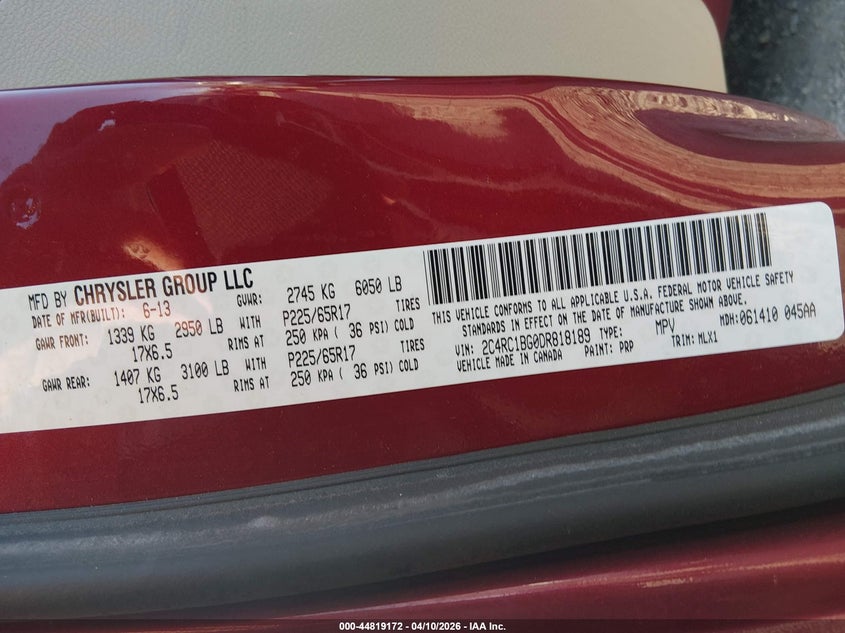 MFD BY CHRYSLER GROUP LLC
DATE OF MFR(BUILT): 6-13 GVWR: 2745 KG 6050 LB
GAWR FRONT: 1339 KG 2950 LB WITH P225/65R17 TIRES
17X6.5 RIMS AT 250 KPA ( 36 PSI) COLD
GAWR REAR: 1407 KG 3100 LB WITH P225/65R17 TIRES
17X6.5 RIMS AT 250 KPA ( 36 PSI) COLD
THIS VEHICLE CONFORMS TO ALL APPLICABLE U.S.A. FEDERAL MOTOR VEHICLE SAFETY
STANDARDS IN EFFECT ON THE DATE OF MANUFACTURE SHOWN ABOVE.
VIN: 2C4RC1BG0DR818189 TYPE: MPV MDH: 061410 045AA
MADE IN CANADA PAINT: PRP TRIM: MLX1
000-44819172 - 04/10/2026 - IAA Inc.